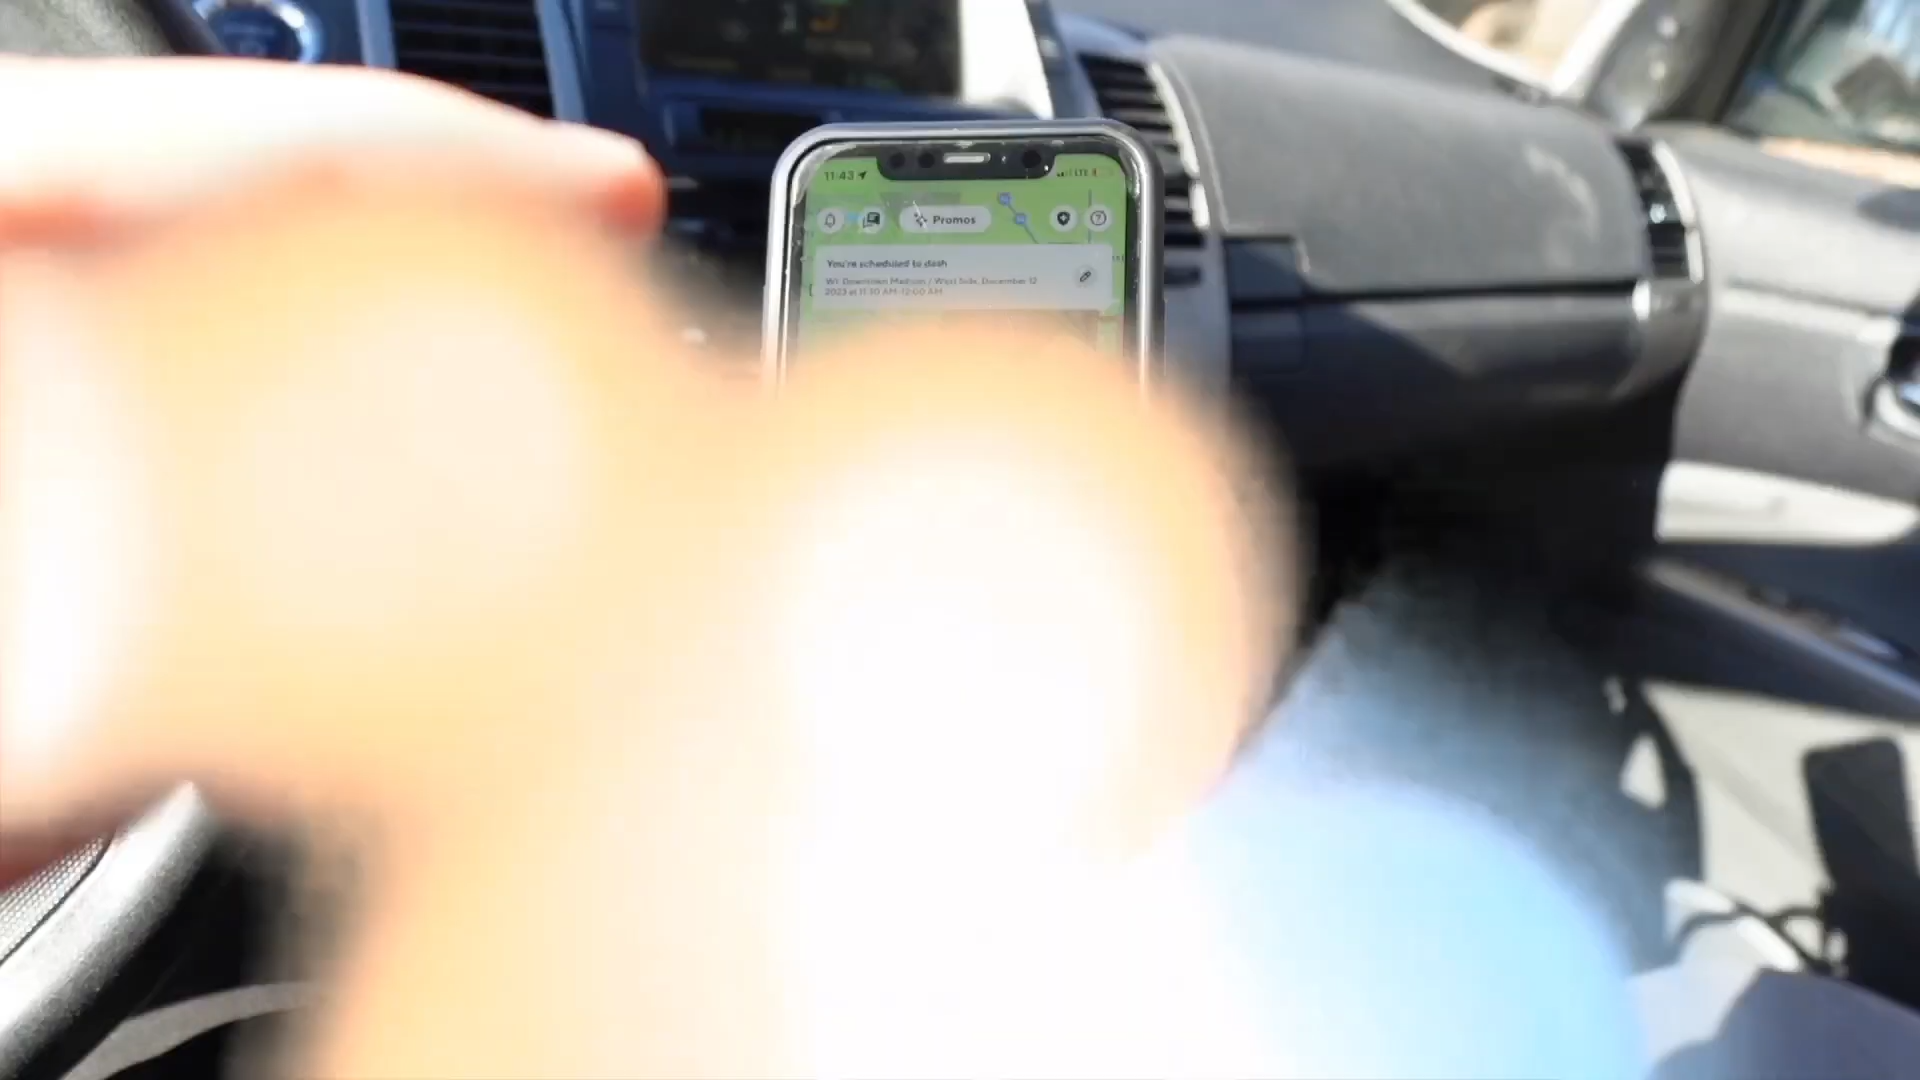 11:43 LTE
Promos
You're scheduled to dash
WI: Downtown Madison / West Side, December 12
2023 at 11:30 AM-12:00 AM